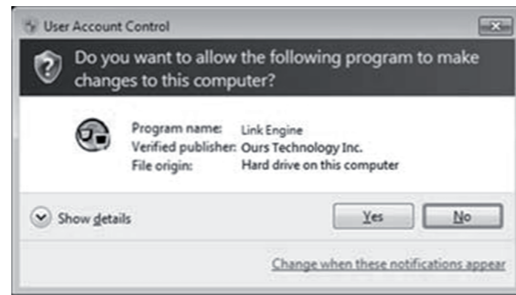 User Account Control
Do you want to allow the following program to make
changes to this computer?
Program name: Link Engine
Verified publisher: Ours Technology Inc.
File origin: Hard drive on this computer
Show details
Yes No
Change when these notifications appear